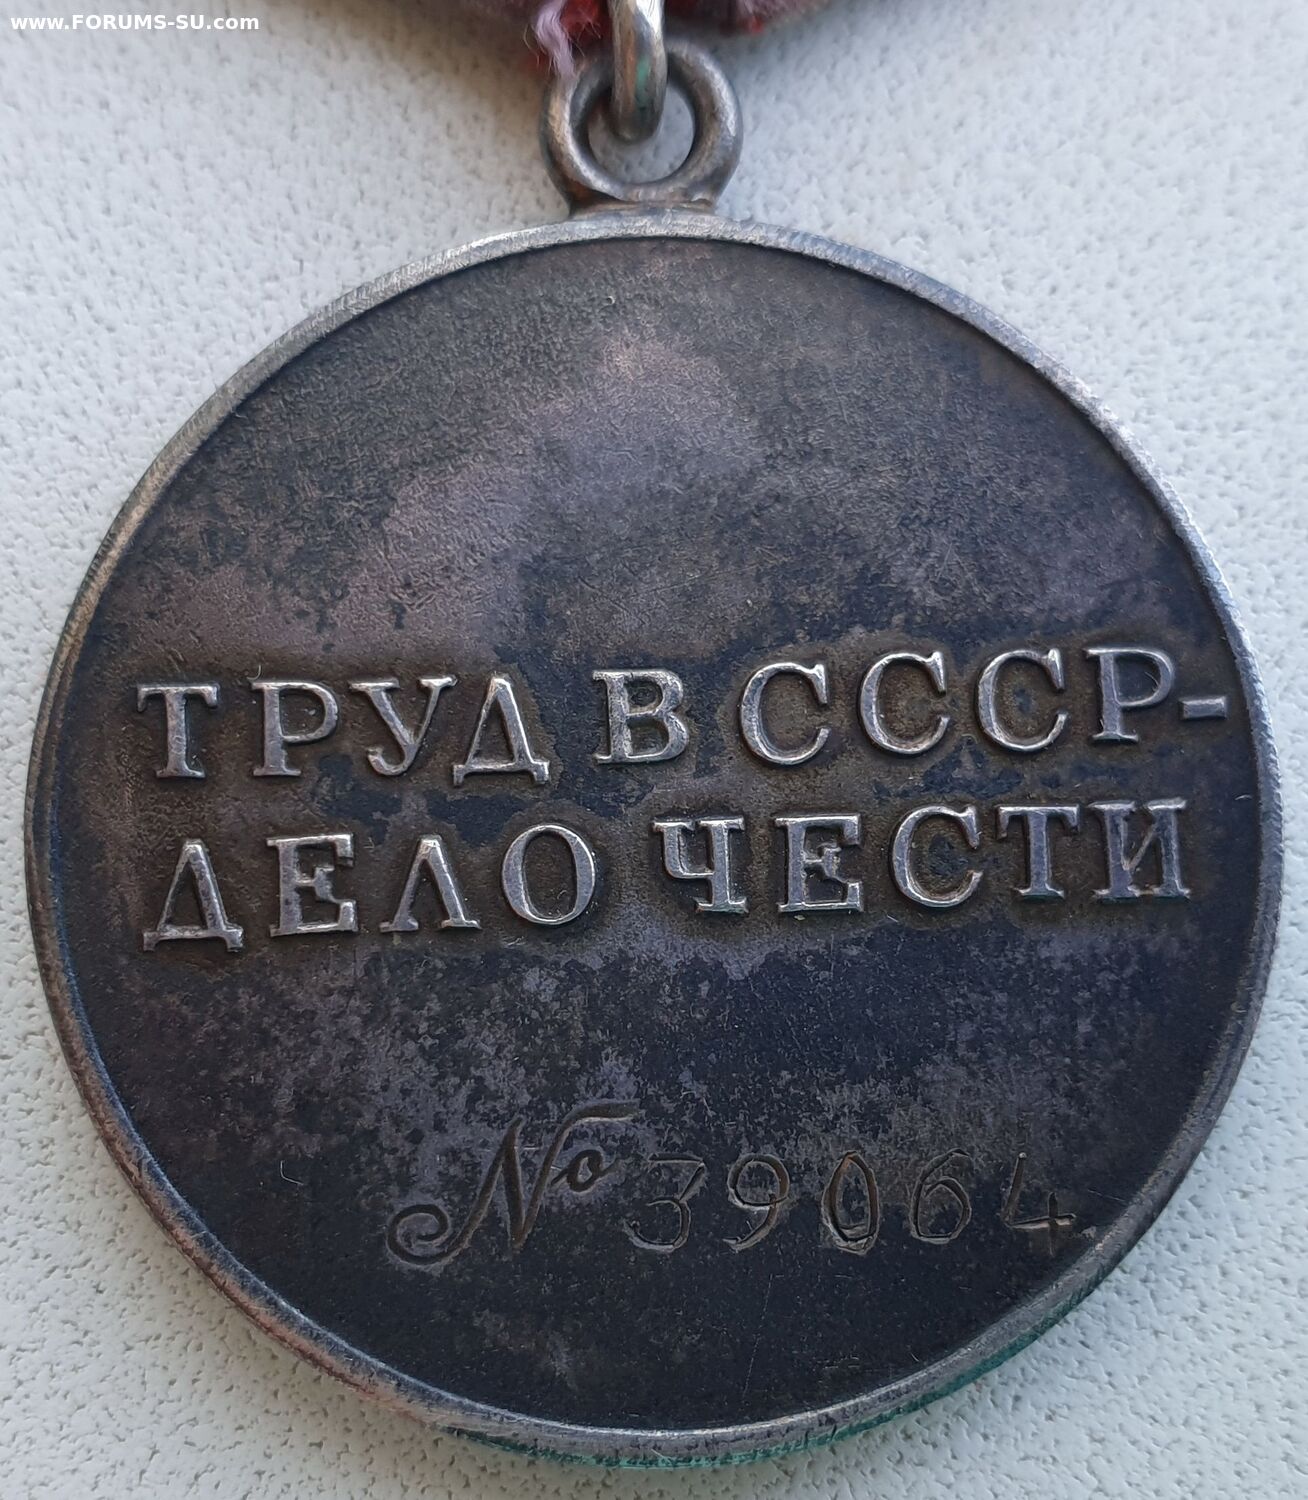 www.FORUMS-SU.com
ТРУД В СССР-
ДЕЛО ЧЕСТИ
№ 39064